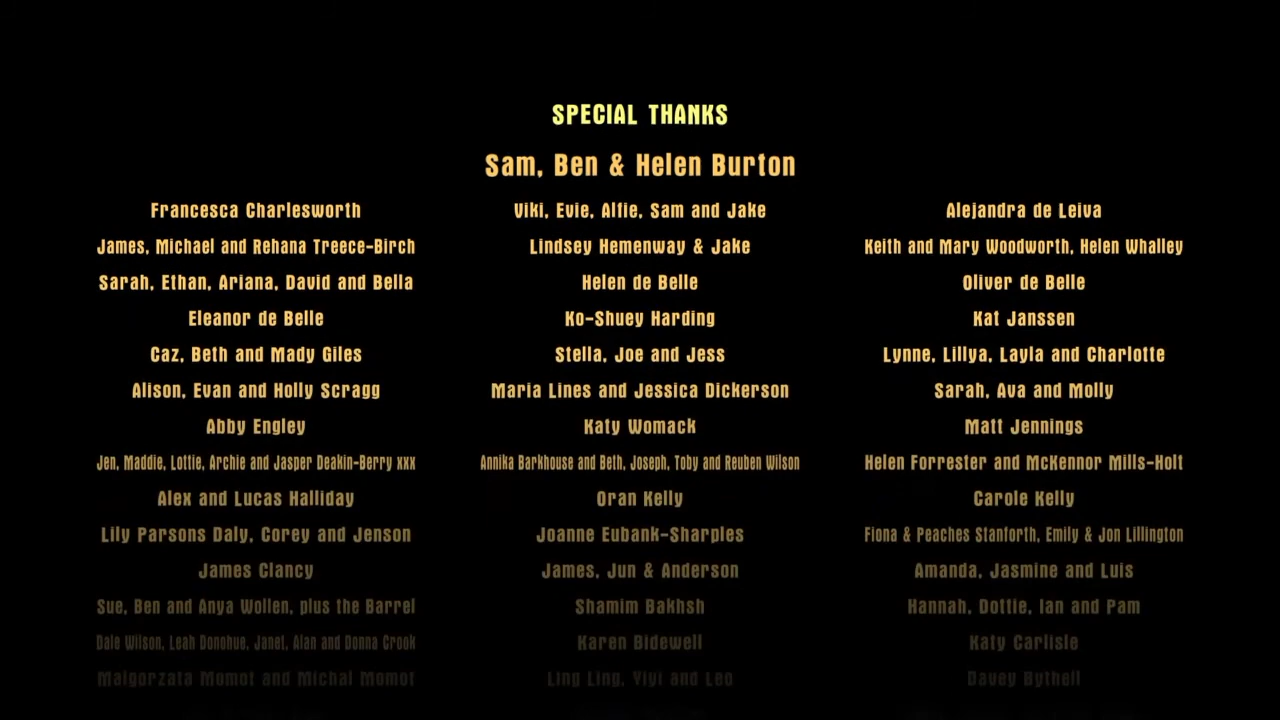 SPECIAL THANKS
Sam, Ben & Helen Burton
Francesca Charlesworth
Viki, Evie, Alfie, Sam and Jake
Alejandra de Leiva
James, Michael and Rehana Treece-Birch
Lindsey Hemenway & Jake
Keith and Mary Woodworth, Helen Whalley
Sarah, Ethan, Ariana, David and Bella
Helen de Belle
Oliver de Belle
Eleanor de Belle
Ko-Shuey Harding
Kat Janssen
Caz, Beth and Mady Giles
Stella, Joe and Jess
Lynne, Lillya, Layla and Charlotte
Alison, Evan and Holly Scragg
Maria Lines and Jessica Dickerson
Sarah, Ava and Molly
Abby Engley
Katy Womack
Matt Jennings
Jen, Maddie, Lottie, Archie and Jasper Deakin-Berry xxx
Annika Barkhouse and Beth, Joseph, Toby and Reuben Wilson
Helen Forrester and McKennor Mills-Holt
Alex and Lucas Halliday
Oran Kelly
Carole Kelly
Lily Parsons Daly, Corey and Jenson
Joanne Eubank-Sharples
Fiona & Peaches Stanforth, Emily & Jon Lillington
James Clancy
James, Jun & Anderson
Amanda, Jasmine and Luis
Sue, Ben and Anya Wollen, plus the Barrel
Shamim Bakhsh
Hannah, Dottie, Ian and Pam
Dale Wilson, Leah Donohue, Janet, Alan and Donna Crook
Karen Bidewell
Katy Carlisle
Malgorzata Momot and Michal Momot
Ling Ling, Yiyi and Leo
Davey Bythell